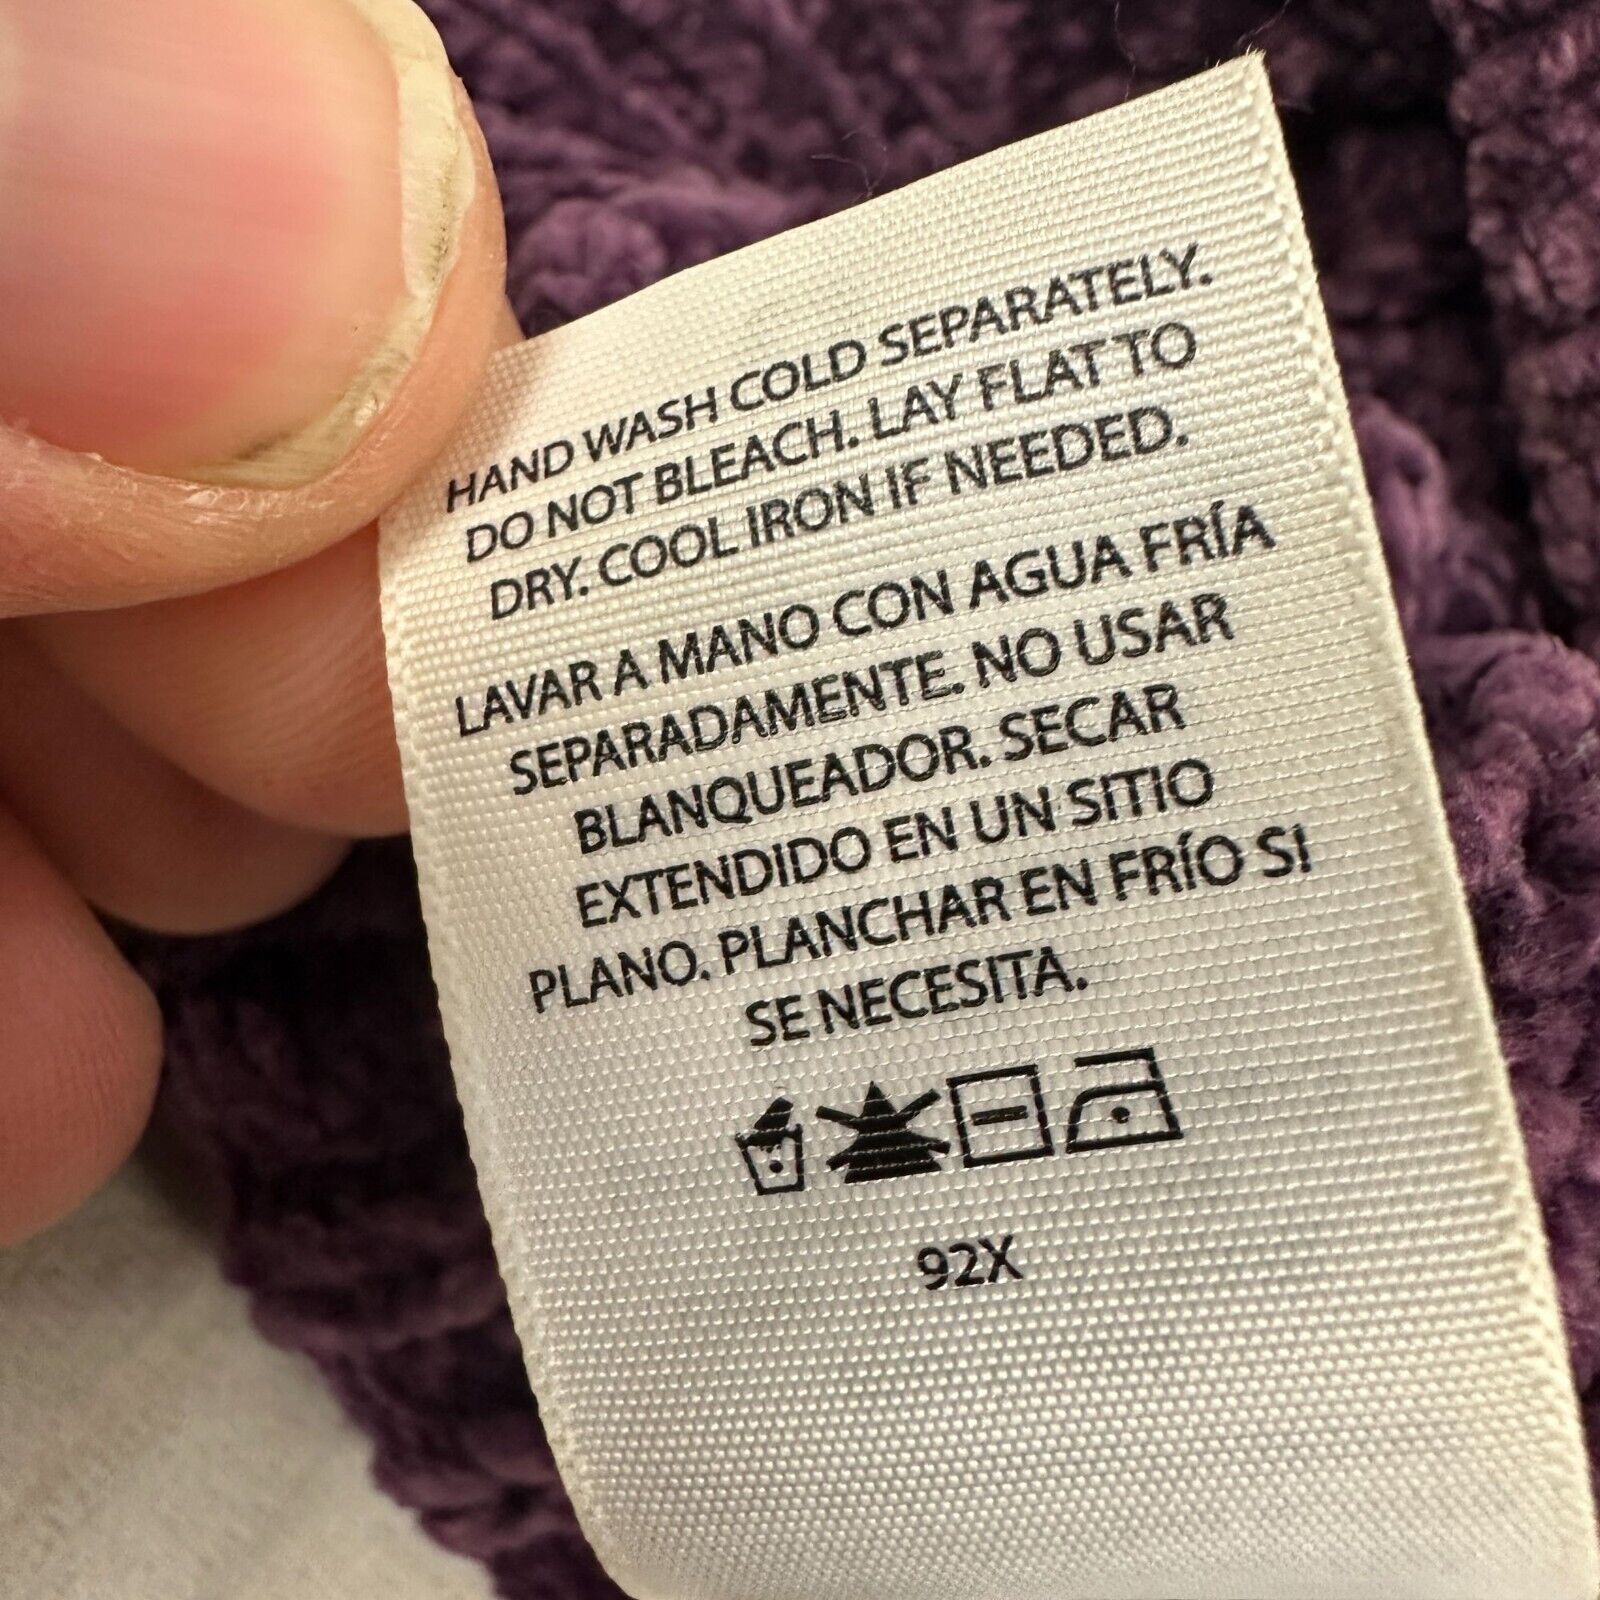 HAND WASH COLD SEPARATELY.
DO NOT BLEACH. LAY FLAT TO
DRY. COOL IRON IF NEEDED.
LAVAR A MANO CON AGUA FRÍA
SEPARADAMENTE. NO USAR
BLANQUEADOR. SECAR
EXTENDIDO EN UN SITIO
PLANO. PLANCHAR EN FRÍO SI
SE NECESITA.
92X